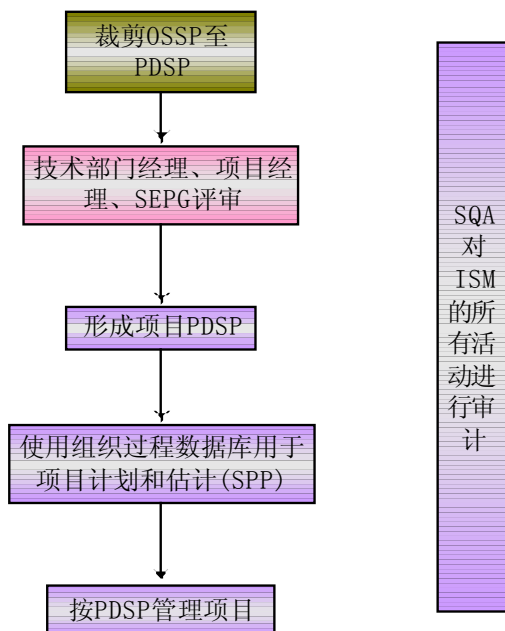 裁剪OSSP至
PDSP
技术部门经理、项目经
理、SEPG评审
形成项目PDSP
使用组织过程数据库用于
项目计划和估计(SPP)
按PDSP管理项目
SQA
对
ISM
的所
有活
动进
行审
计